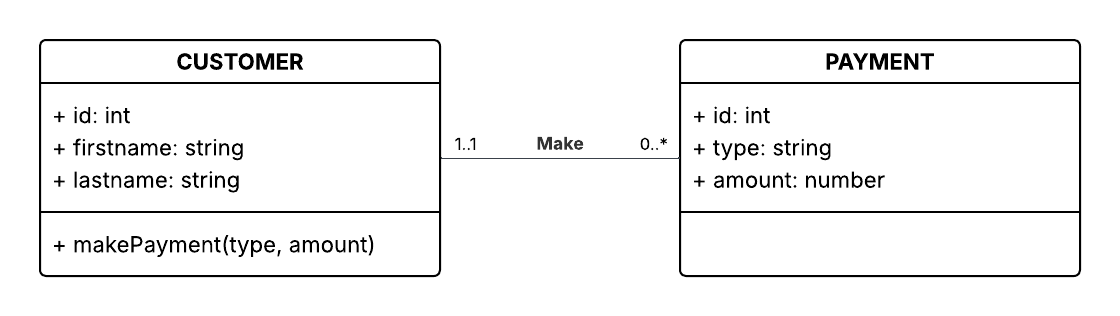 CUSTOMER
+ id: int
+ firstname: string
+ lastname: string
+ makePayment(type, amount)
1..1
Make
0..*
PAYMENT
+ id: int
+ type: string
+ amount: number